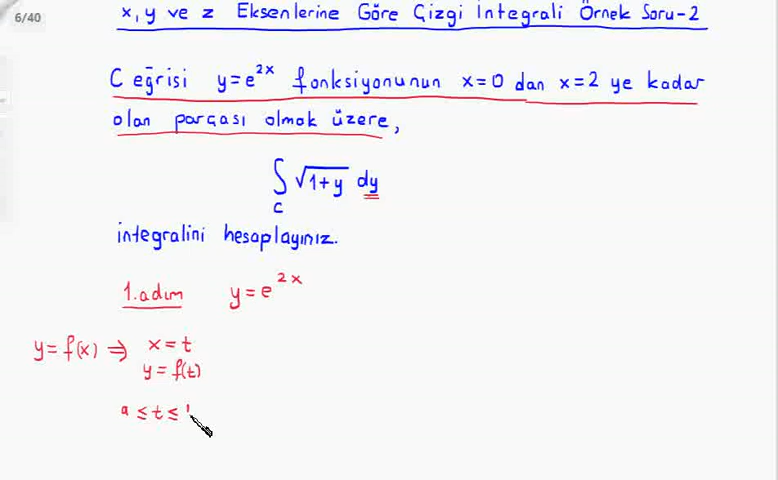 6/40
x, y ve z Eksenlerine Göre Çizgi İntegrali Örnek Soru-2
C eğrisi y=e^{2x} fonksiyonunun x=0 dan x=2 ye kadar
olan parçası olmak üzere,
∫_C √(1+y) dy
integralini hesaplayınız.
1.adım y=e^{2x}
y=f(x) ⇒ x=t
y=f(t)
a ≤ t ≤